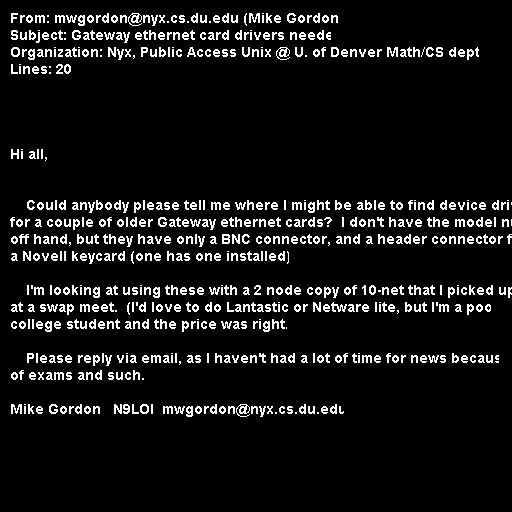 From: mwgordon@nyx.cs.du.edu (Mike Gordon
Subject: Gateway ethernet card drivers neede
Organization: Nyx, Public Access Unix @ U. of Denver Math/CS dept
Lines: 20
Hi all,
Could anybody please tell me where I might be able to find device
for a couple of older Gateway ethernet cards? I don't have the model
off hand, but they have only a BNC connector, and a header connector
a Novell keycard (one has one installed)
I'm looking at using these with a 2 node copy of 10-net that I picked up
at a swap meet. (I'd love to do Lantastic or Netware lite, but I'm a
college student and the price was right.
Please reply via email, as I haven't had a lot of time for news becaus
of exams and such.
Mike Gordon N9LOI mwgordon@nyx.cs.du.edu